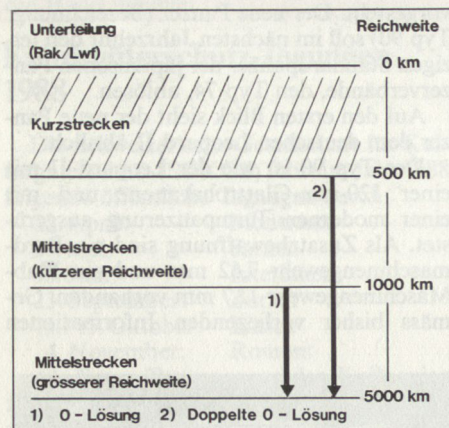 Unterteilung Reichweite
(Rak/Lwf)
0 km
Kurzstrecken
500 km
2)
Mittelstrecken
(kürzerer Reichweite)
1000 km
1)
Mittelstrecken
(grösserer Reichweite)
5000 km
1) 0 - Lösung 2) Doppelte 0 - Lösung